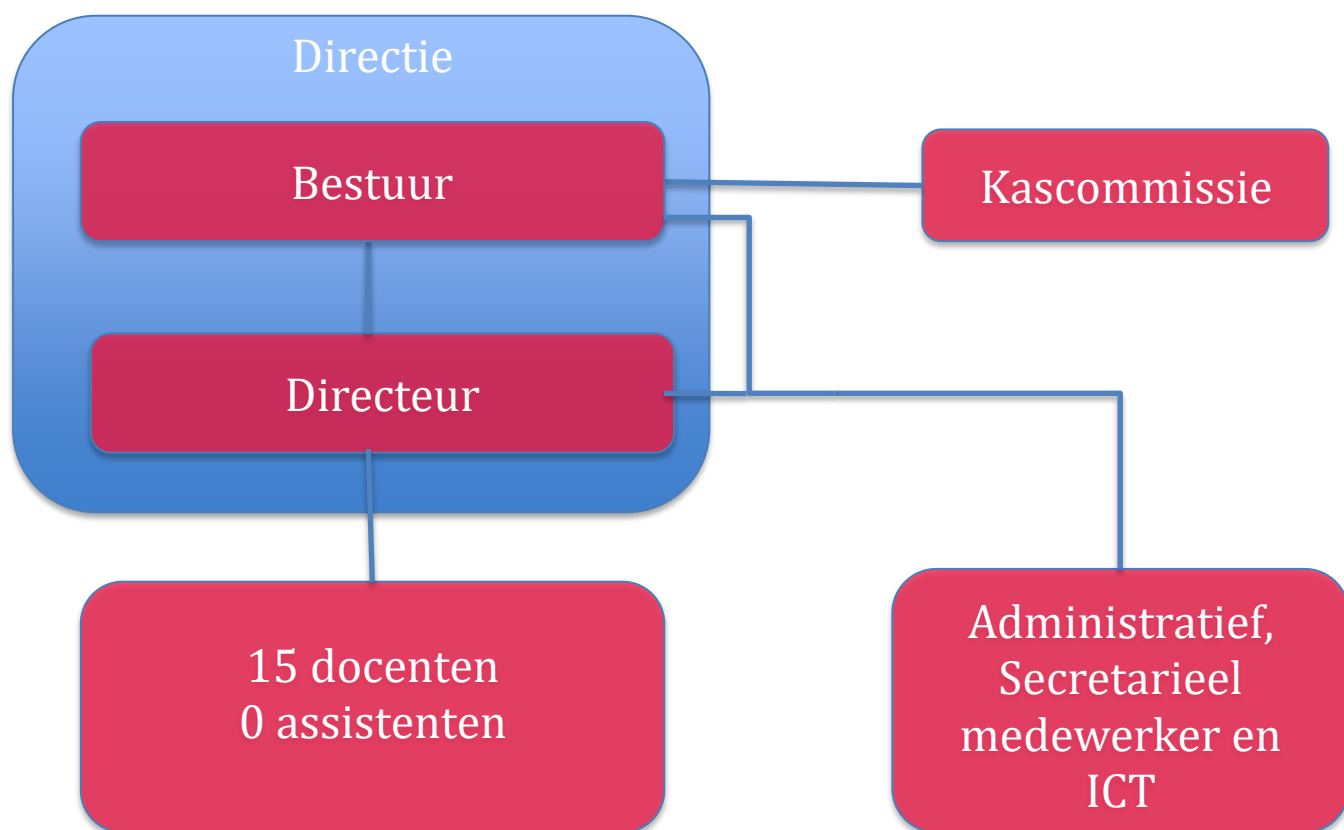 Directie
Bestuur
Kascommissie
Directeur
15 docenten
0 assistenten
Administratief,
Secretarieel
medewerker en
ICT